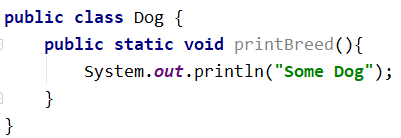 public class Dog {
    public static void printBreed(){
        System.out.println("Some Dog");
    }
}